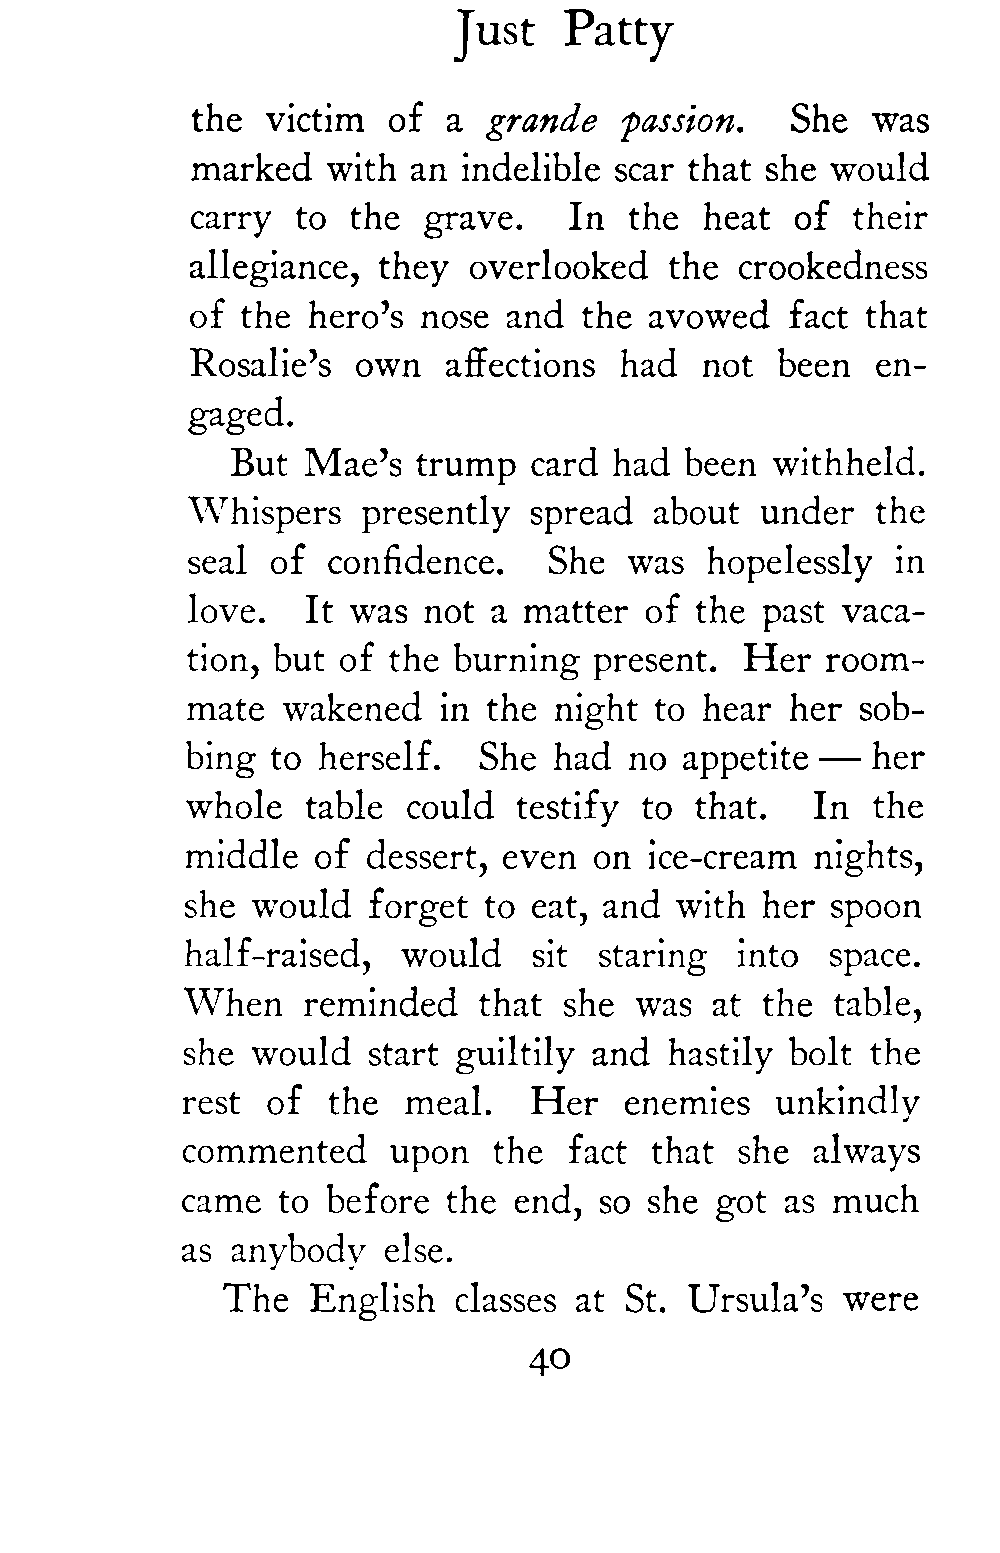 Just Patty
the victim of a grande passion. She was
marked with an indelible scar that she would
carry to the grave. In the heat of their
allegiance, they overlooked the crookedness
of the hero's nose and the avowed fact that
Rosalie's own affections had not been en-
gaged.
But Mae's trump card had been withheld.
Whispers presently spread about under the
seal of confidence. She was hopelessly in
love. It was not a matter of the past vaca-
tion, but of the burning present. Her room-
mate wakened in the night to hear her sob-
bing to herself. She had no appetite — her
whole table could testify to that. In the
middle of dessert, even on ice-cream nights,
she would forget to eat, and with her spoon
half-raised, would sit staring into space.
When reminded that she was at the table,
she would start guiltily and hastily bolt the
rest of the meal. Her enemies unkindly
commented upon the fact that she always
came to before the end, so she got as much
as anybody else.
The English classes at St. Ursula's were
40